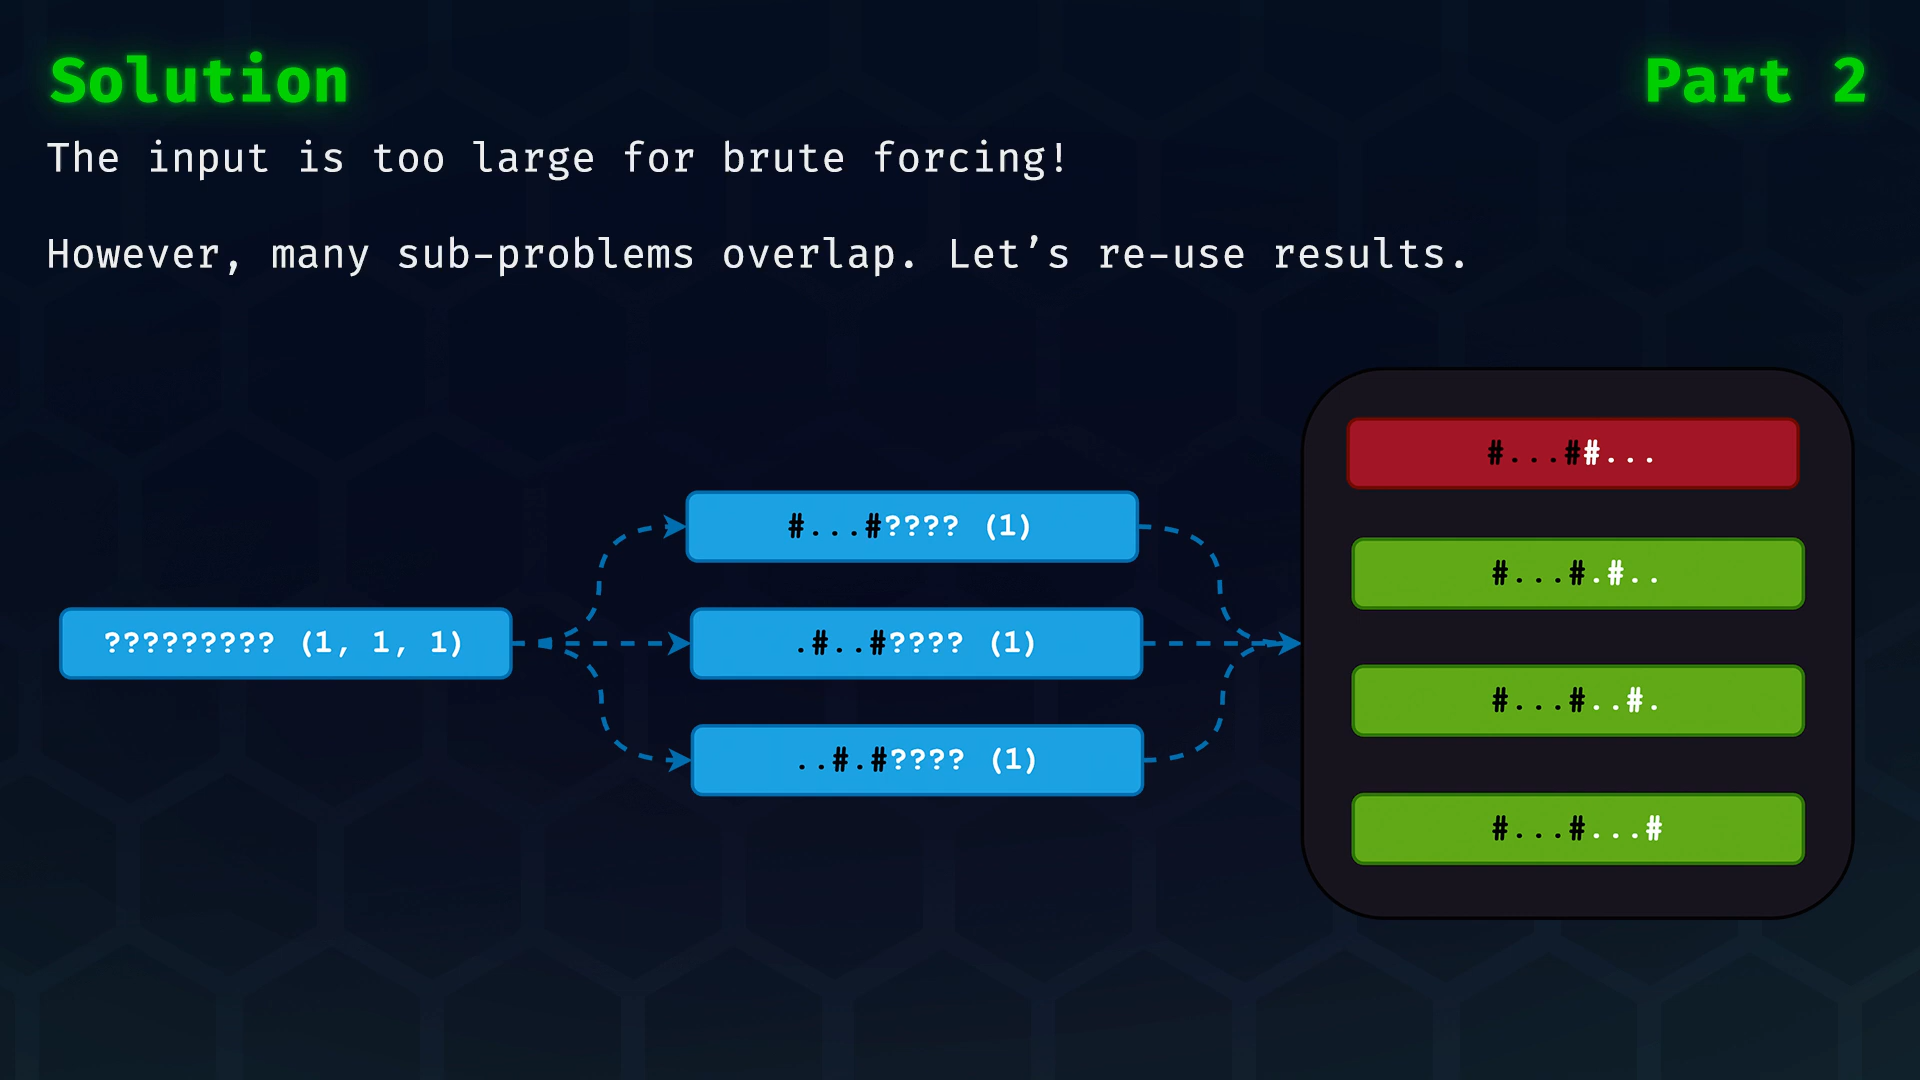 Solution
Part 2
The input is too large for brute forcing!
However, many sub-problems overlap. Let’s re-use results.
????????? (1, 1, 1)
#...#???? (1)
.#..#???? (1)
..#.#???? (1)
#...##...
#...#.#..
#...#..#.
#...#...#